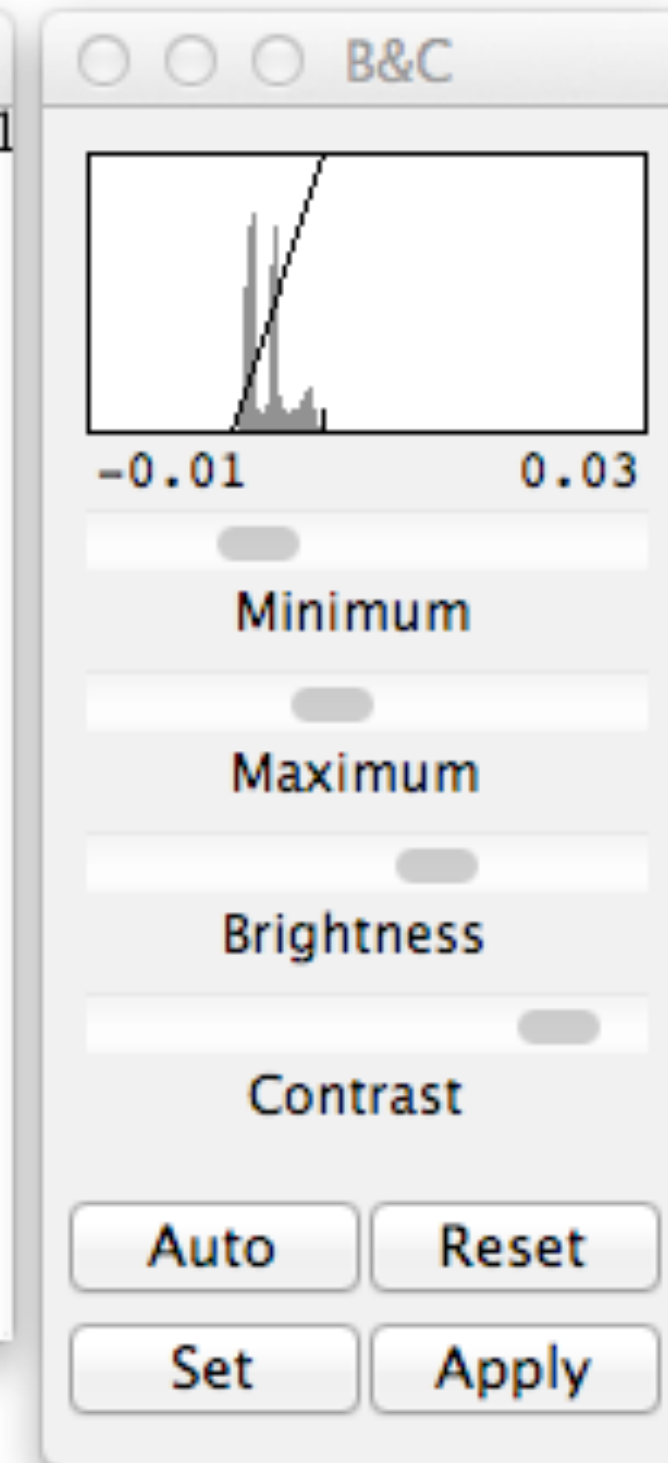 B&C
-0.01 0.03
Minimum
Maximum
Brightness
Contrast
Auto Reset
Set Apply